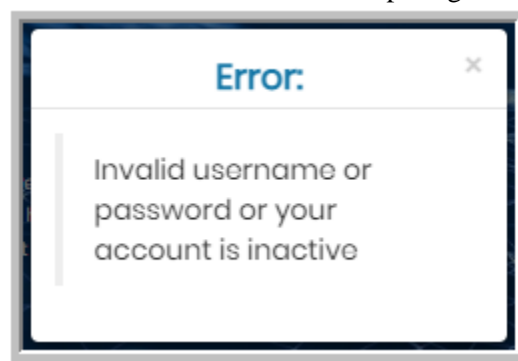 Error:
×
Invalid username or
password or your
account is inactive